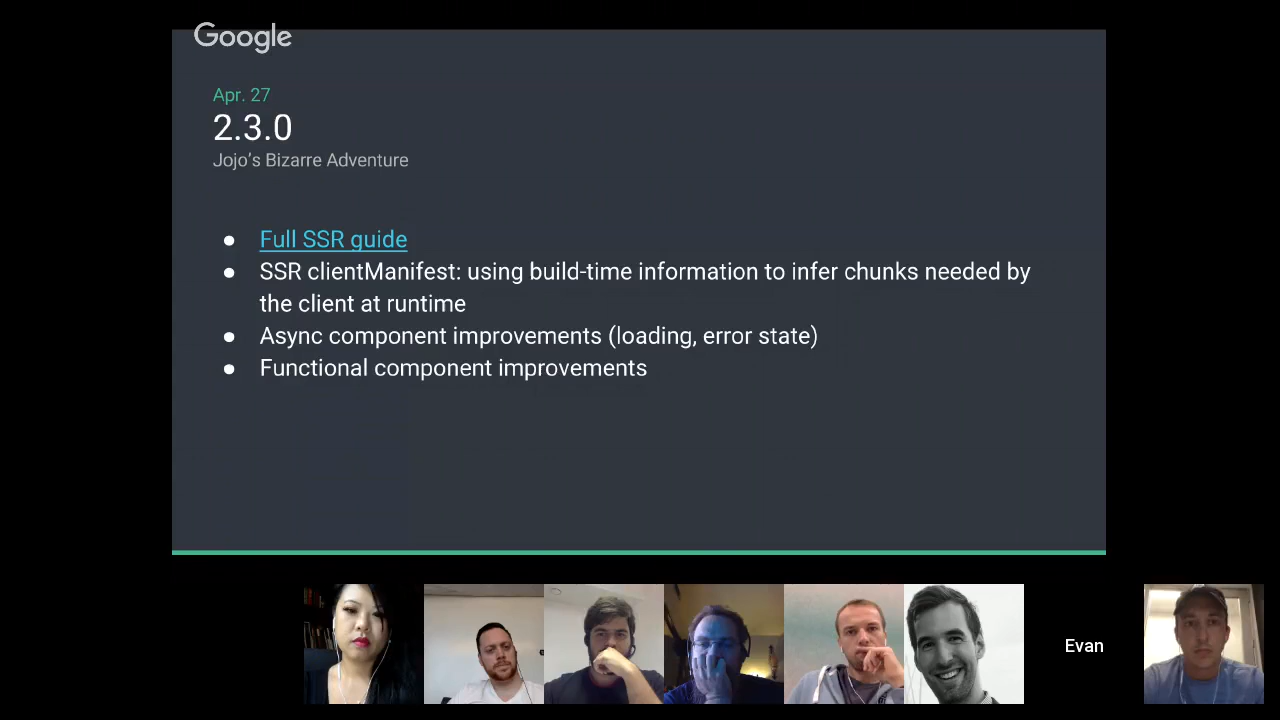 Google
Apr. 27
2.3.0
Jojo's Bizarre Adventure
● Full SSR guide
● SSR clientManifest: using build-time information to infer chunks needed by
the client at runtime
● Async component improvements (loading, error state)
● Functional component improvements
Evan